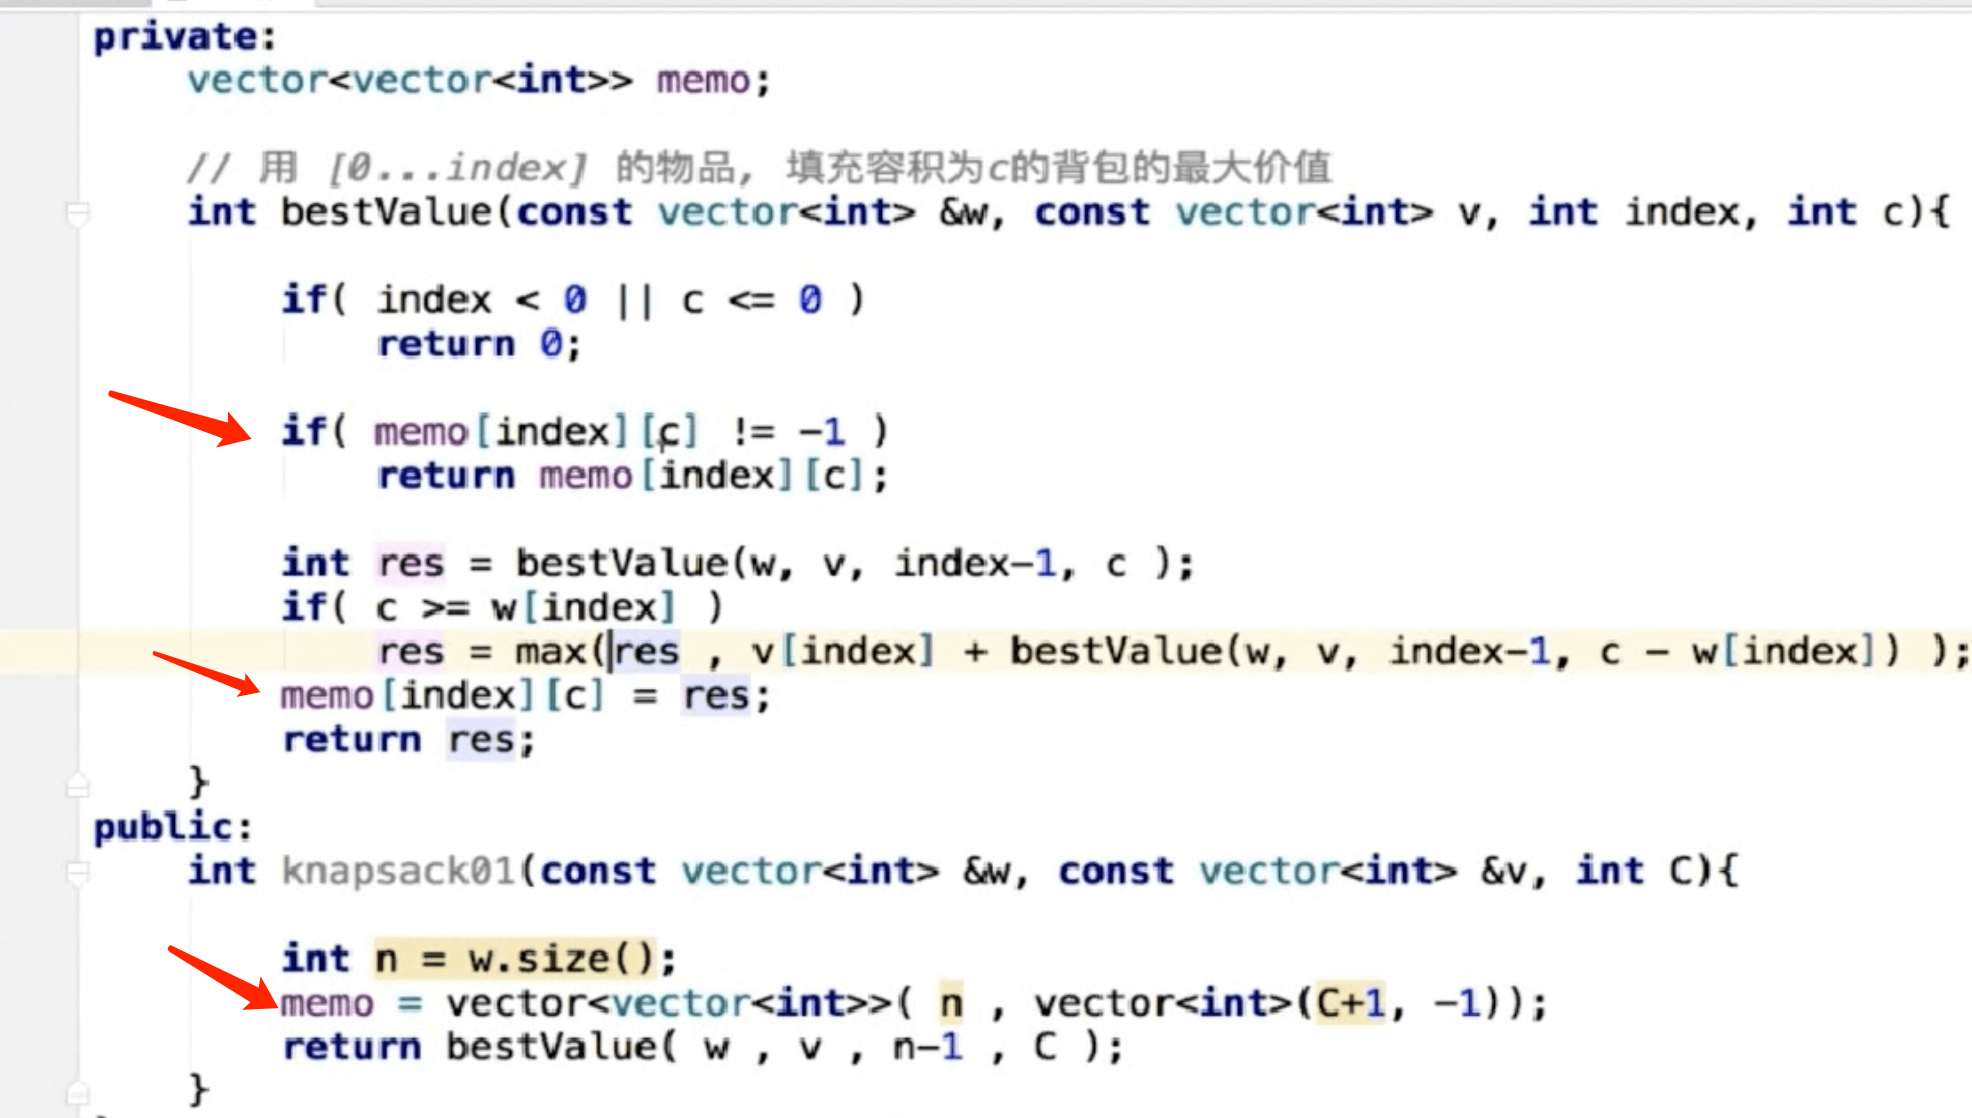 private:
vector<vector<int>> memo;
// 用 [0...index] 的物品, 填充容积为c的背包的最大价值
int bestValue(const vector<int> &w, const vector<int> v, int index, int c){
if( index < 0 || c <= 0 )
return 0;
if( memo[index][c] != -1 )
return memo[index][c];
int res = bestValue(w, v, index-1, c );
if( c >= w[index] )
res = max(res , v[index] + bestValue(w, v, index-1, c - w[index]) );
memo[index][c] = res;
return res;
}
public:
int knapsack01(const vector<int> &w, const vector<int> &v, int C){
int n = w.size();
memo = vector<vector<int>>( n , vector<int>(C+1, -1));
return bestValue( w , v , n-1 , C );
}